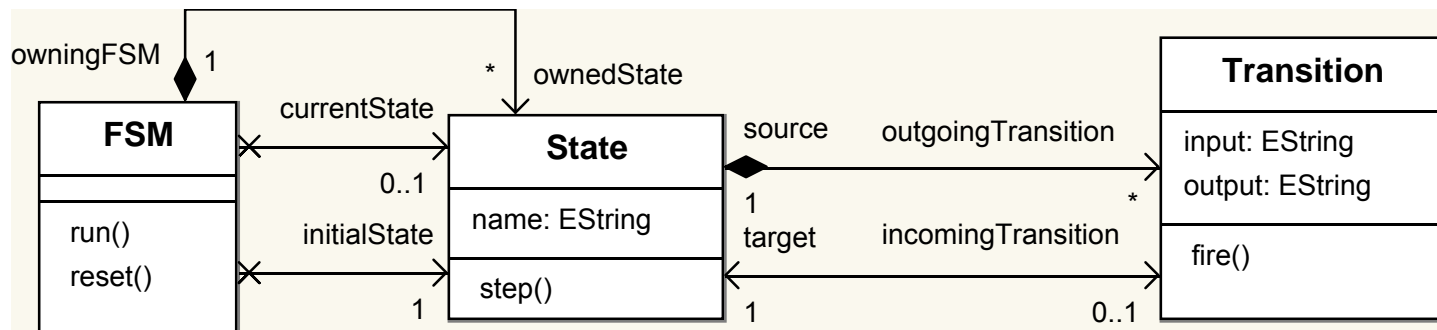 owningFSM
1
*
ownedState
FSM
run()
reset()
currentState
0..1
initialState
1
State
name: EString
step()
source
outgoingTransition
1
*
target
incomingTransition
1
0..1
Transition
input: EString
output: EString
fire()